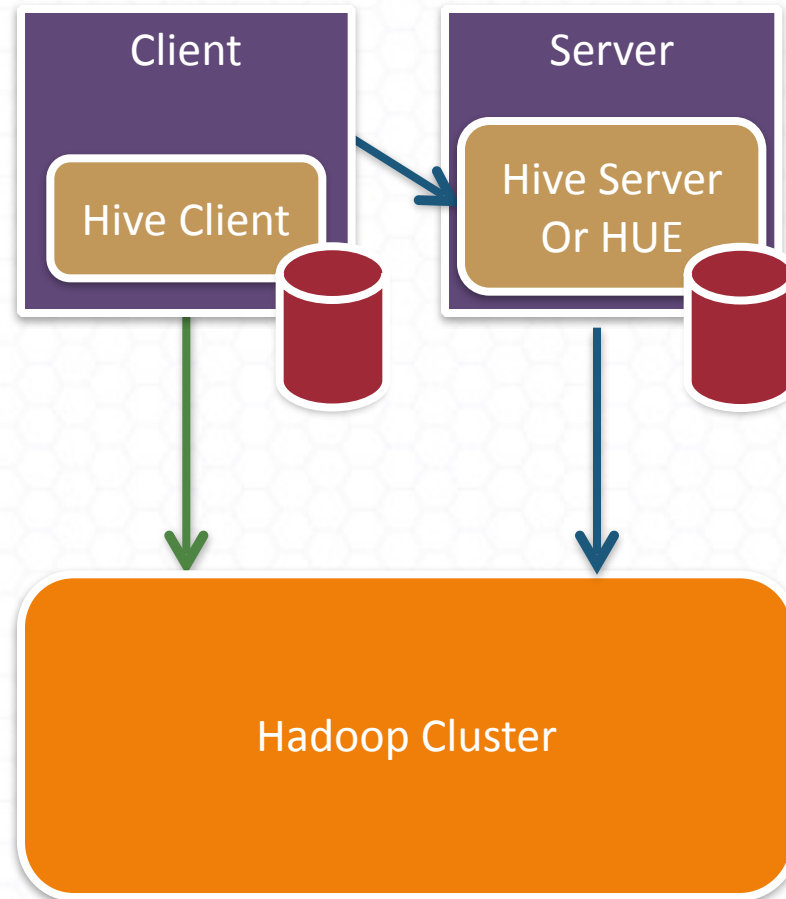 Client
Server
Hive Client
Hive Server
Or HUE
Hadoop Cluster